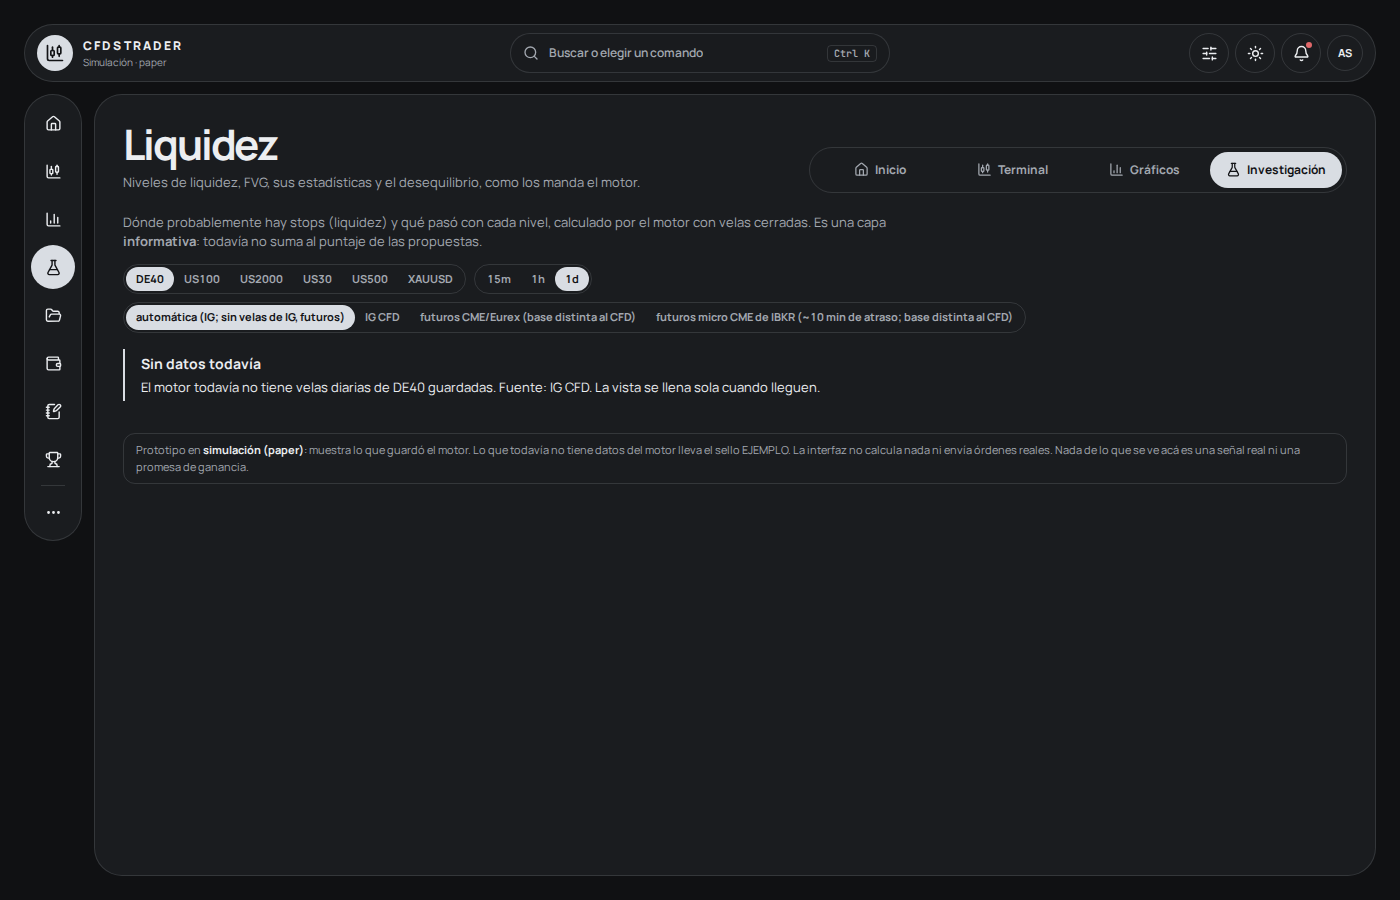 CFDSTRADER
Simulación · paper
Buscar o elegir un comando
Ctrl K
AS
Liquidez
Niveles de liquidez, FVG, sus estadísticas y el desequilibrio, como los manda el motor.
Inicio
Terminal
Gráficos
Investigación
Dónde probablemente hay stops (liquidez) y qué pasó con cada nivel, calculado por el motor con velas cerradas. Es una capa
informativa: todavía no suma al puntaje de las propuestas.
DE40 US100 US2000 US30 US500 XAUUSD 15m 1h 1d
automática (IG; sin velas de IG, futuros) IG CFD futuros CME/Eurex (base distinta al CFD) futuros micro CME de IBKR (~10 min de atraso; base distinta al CFD)
Sin datos todavía
El motor todavía no tiene velas diarias de DE40 guardadas. Fuente: IG CFD. La vista se llena sola cuando lleguen.
Prototipo en simulación (paper): muestra lo que guardó el motor. Lo que todavía no tiene datos del motor lleva el sello EJEMPLO. La interfaz no calcula nada ni envía órdenes reales. Nada de lo que se ve acá es una señal real ni una
promesa de ganancia.